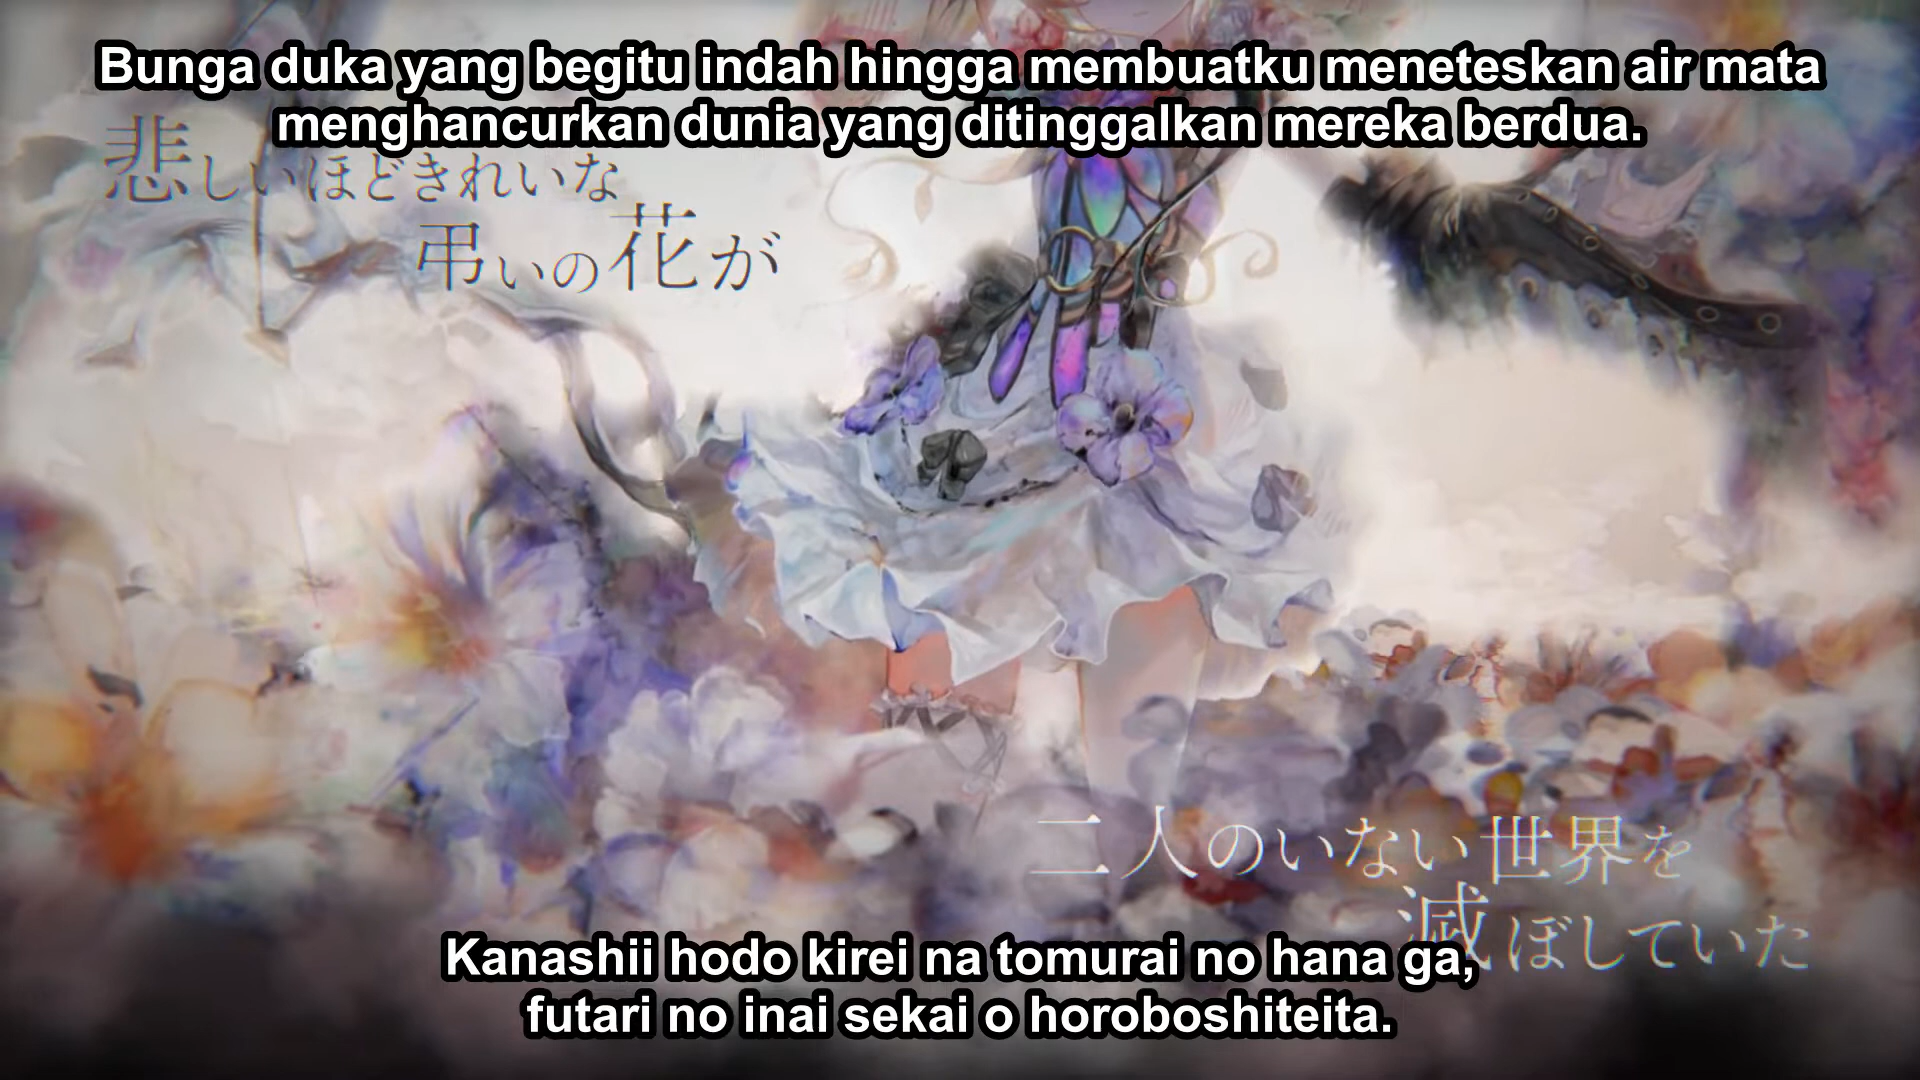 Bunga duka yang begitu indah hingga membuatku meneteskan air mata
menghancurkan dunia yang ditinggalkan mereka berdua.
悲しいほどきれいな
弔いの花が
二人のいない世界を
滅ぼしていた
Kanashii hodo kirei na tomurai no hana ga,
futari no inai sekai o horoboshiteita.